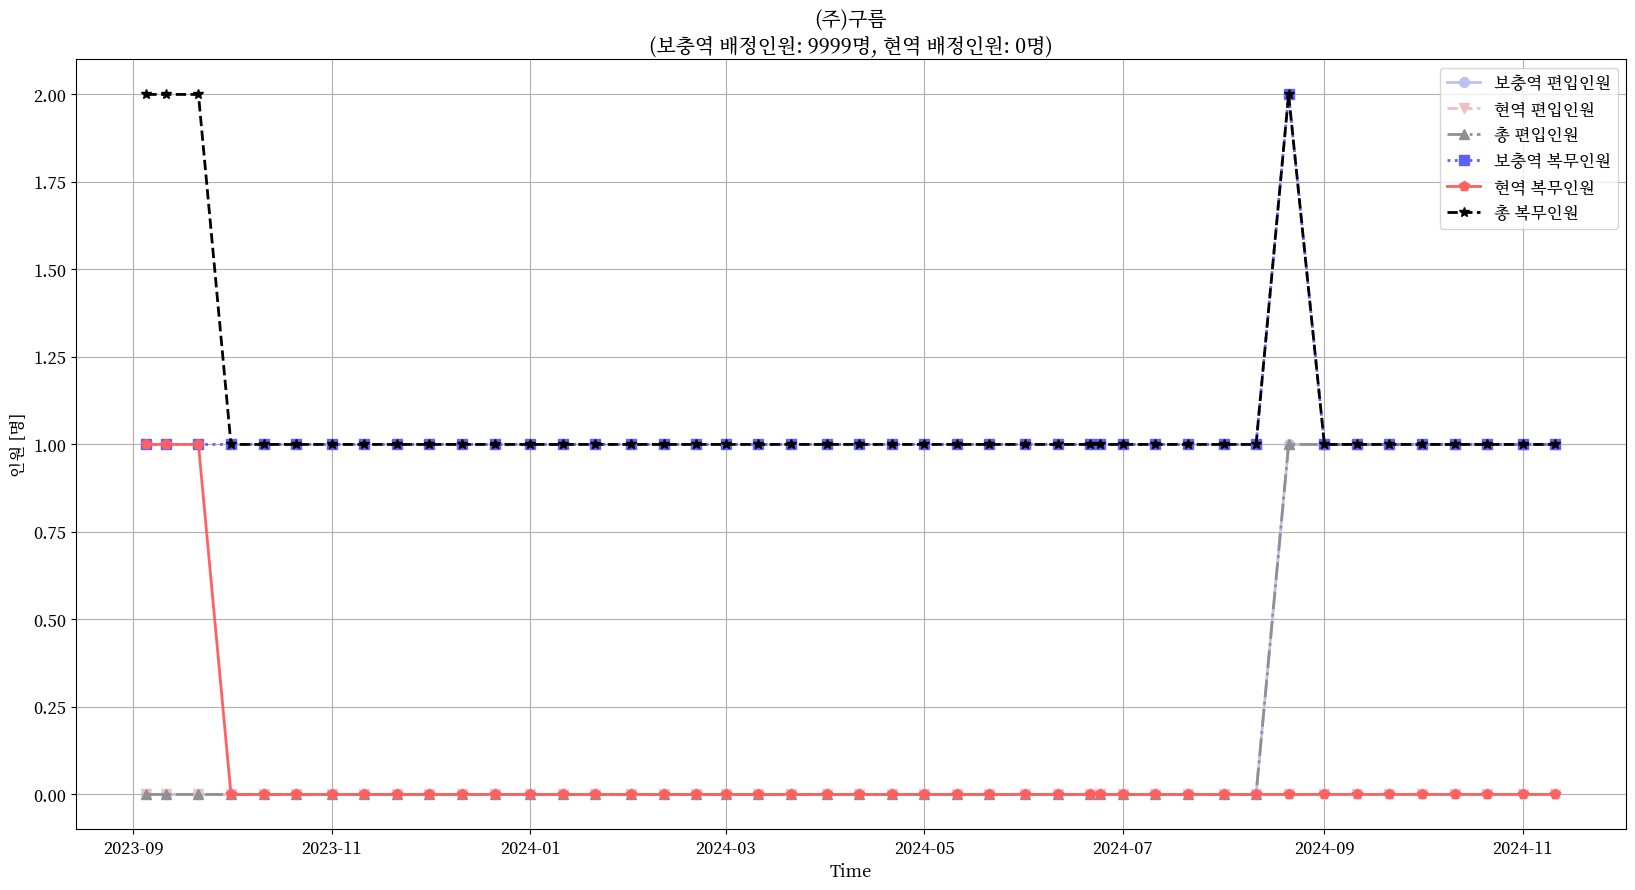 (주)구름
(보충역 배정인원: 9999명, 현역 배정인원: 0명)
보충역 편입인원
현역 편입인원
총 편입인원
보충역 복무인원
현역 복무인원
총 복무인원
인원 [명]
2.00
1.75
1.50
1.25
1.00
0.75
0.50
0.25
0.00
2023-09
2023-11
2024-01
2024-03
2024-05
2024-07
2024-09
2024-11
Time